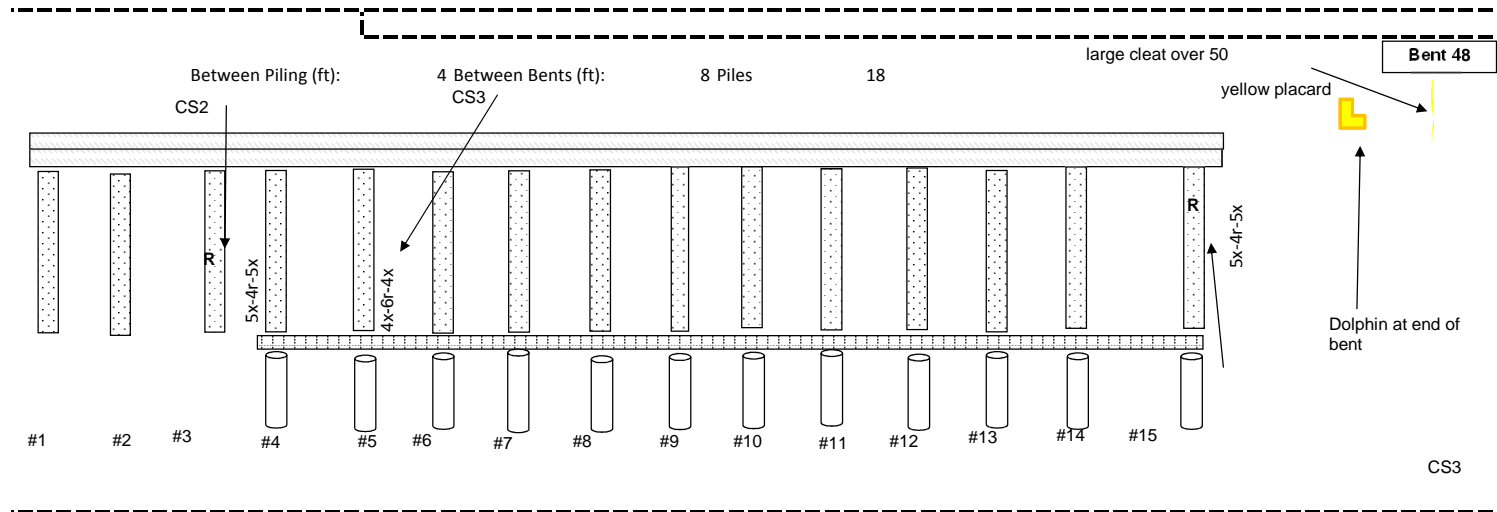 large cleat over 50
Bent 48
Between Piling (ft): 4 Between Bents (ft): 8 Piles 18
yellow placard
CS2
CS3
R
R
5x-4r-5x
4x-6r-4x
5x-4r-5x
Dolphin at end of
bent
#1 #2 #3 #4 #5 #6 #7 #8 #9 #10 #11 #12 #13 #14 #15
CS3